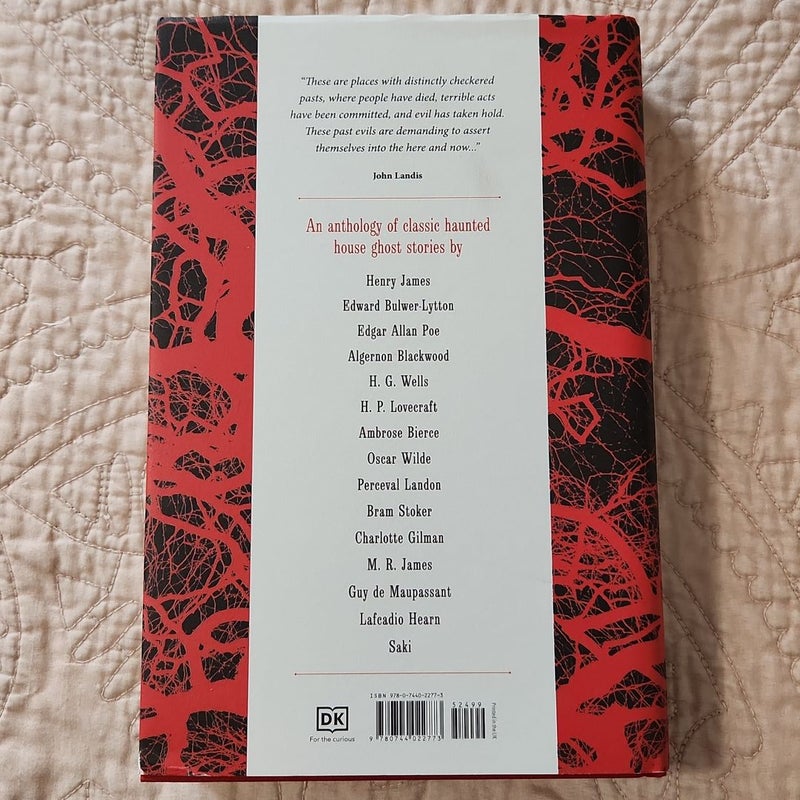 “These are places with distinctly checkered
pasts, where people have died, terrible acts
have been committed, and evil has taken hold.
These past evils are demanding to assert
themselves into the here and now...”
John Landis
An anthology of classic haunted
house ghost stories by
Henry James
Edward Bulwer-Lytton
Edgar Allan Poe
Algernon Blackwood
H. G. Wells
H. P. Lovecraft
Ambrose Bierce
Oscar Wilde
Perceval Landon
Bram Stoker
Charlotte Gilman
M. R. James
Guy de Maupassant
Lafcadio Hearn
Saki
ISBN 978-0-7440-2277-3
52499
DK
For the curious
9 780744 022773
Printed in the UK